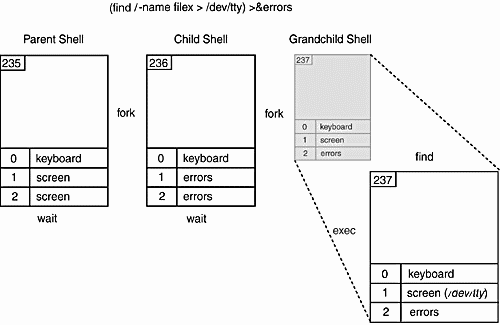 (find / -name filex > /dev/tty) >&errors
Parent Shell
235
0 keyboard
1 screen
2 screen
wait
fork
Child Shell
236
0 keyboard
1 errors
2 errors
wait
fork
Grandchild Shell
237
0 keyboard
1 screen
2 errors
exec
find
237
0 keyboard
1 screen (/dev/tty)
2 errors